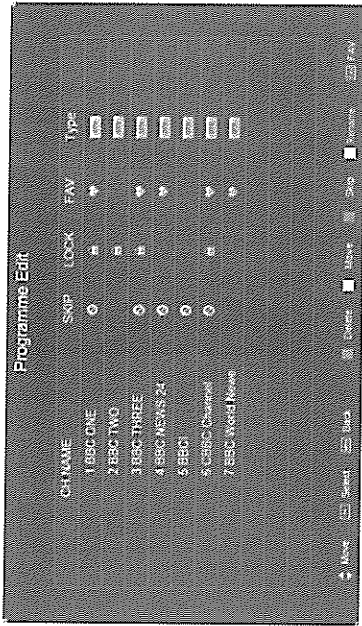 Programme Edit
CH NAME SKIP LOCK FAV Type
1 BBC ONE
2 BBC TWO
3 BBC THREE
4 BBC NEWS 24
5 BBCI
6 CBBC Channel
7 BBC World News
Move Select Back Delete Move Skip Rename FAV